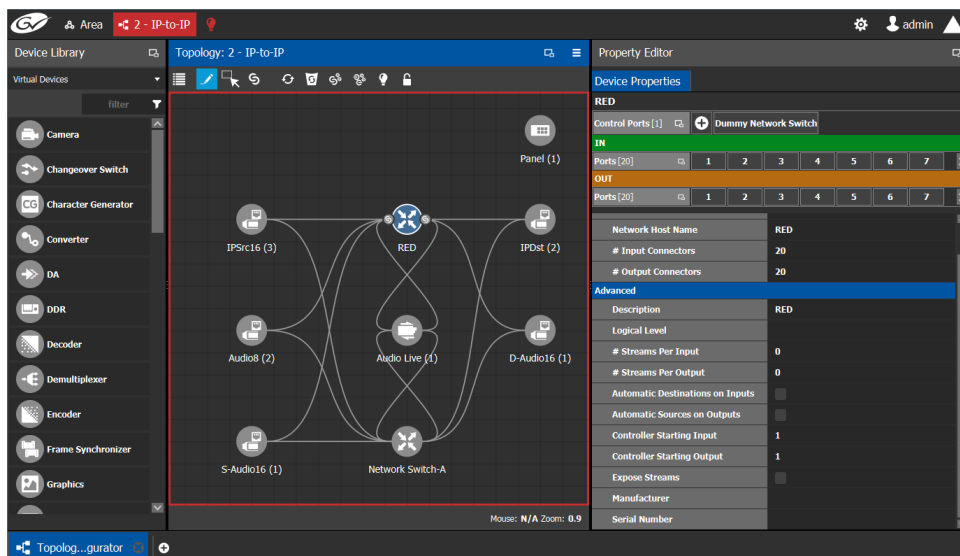 GV Area 2 - IP-to-IP admin
Device Library
Virtual Devices
filter
Camera
Changeover Switch
CG Character Generator
Converter
DA
DDR
Decoder
Demultiplexer
Encoder
Frame Synchronizer
Graphics
Topology: 2 - IP-to-IP
Panel (1)
IPSrc16 (3)
S RED S
IPDst (2)
Audio8 (2)
Audio Live (1)
D-Audio16 (1)
S-Audio16 (1)
Network Switch-A
Mouse: N/A Zoom: 0.9
Property Editor
Device Properties
RED
Control Ports [1] Dummy Network Switch
IN
Ports [20] 1 2 3 4 5 6 7
OUT
Ports [20] 1 2 3 4 5 6 7
Network Host Name RED
# Input Connectors 20
# Output Connectors 20
Advanced
Description RED
Logical Level
# Streams Per Input 0
# Streams Per Output 0
Automatic Destinations on Inputs
Automatic Sources on Outputs
Controller Starting Input 1
Controller Starting Output 1
Expose Streams
Manufacturer
Serial Number
Topolog...gurator